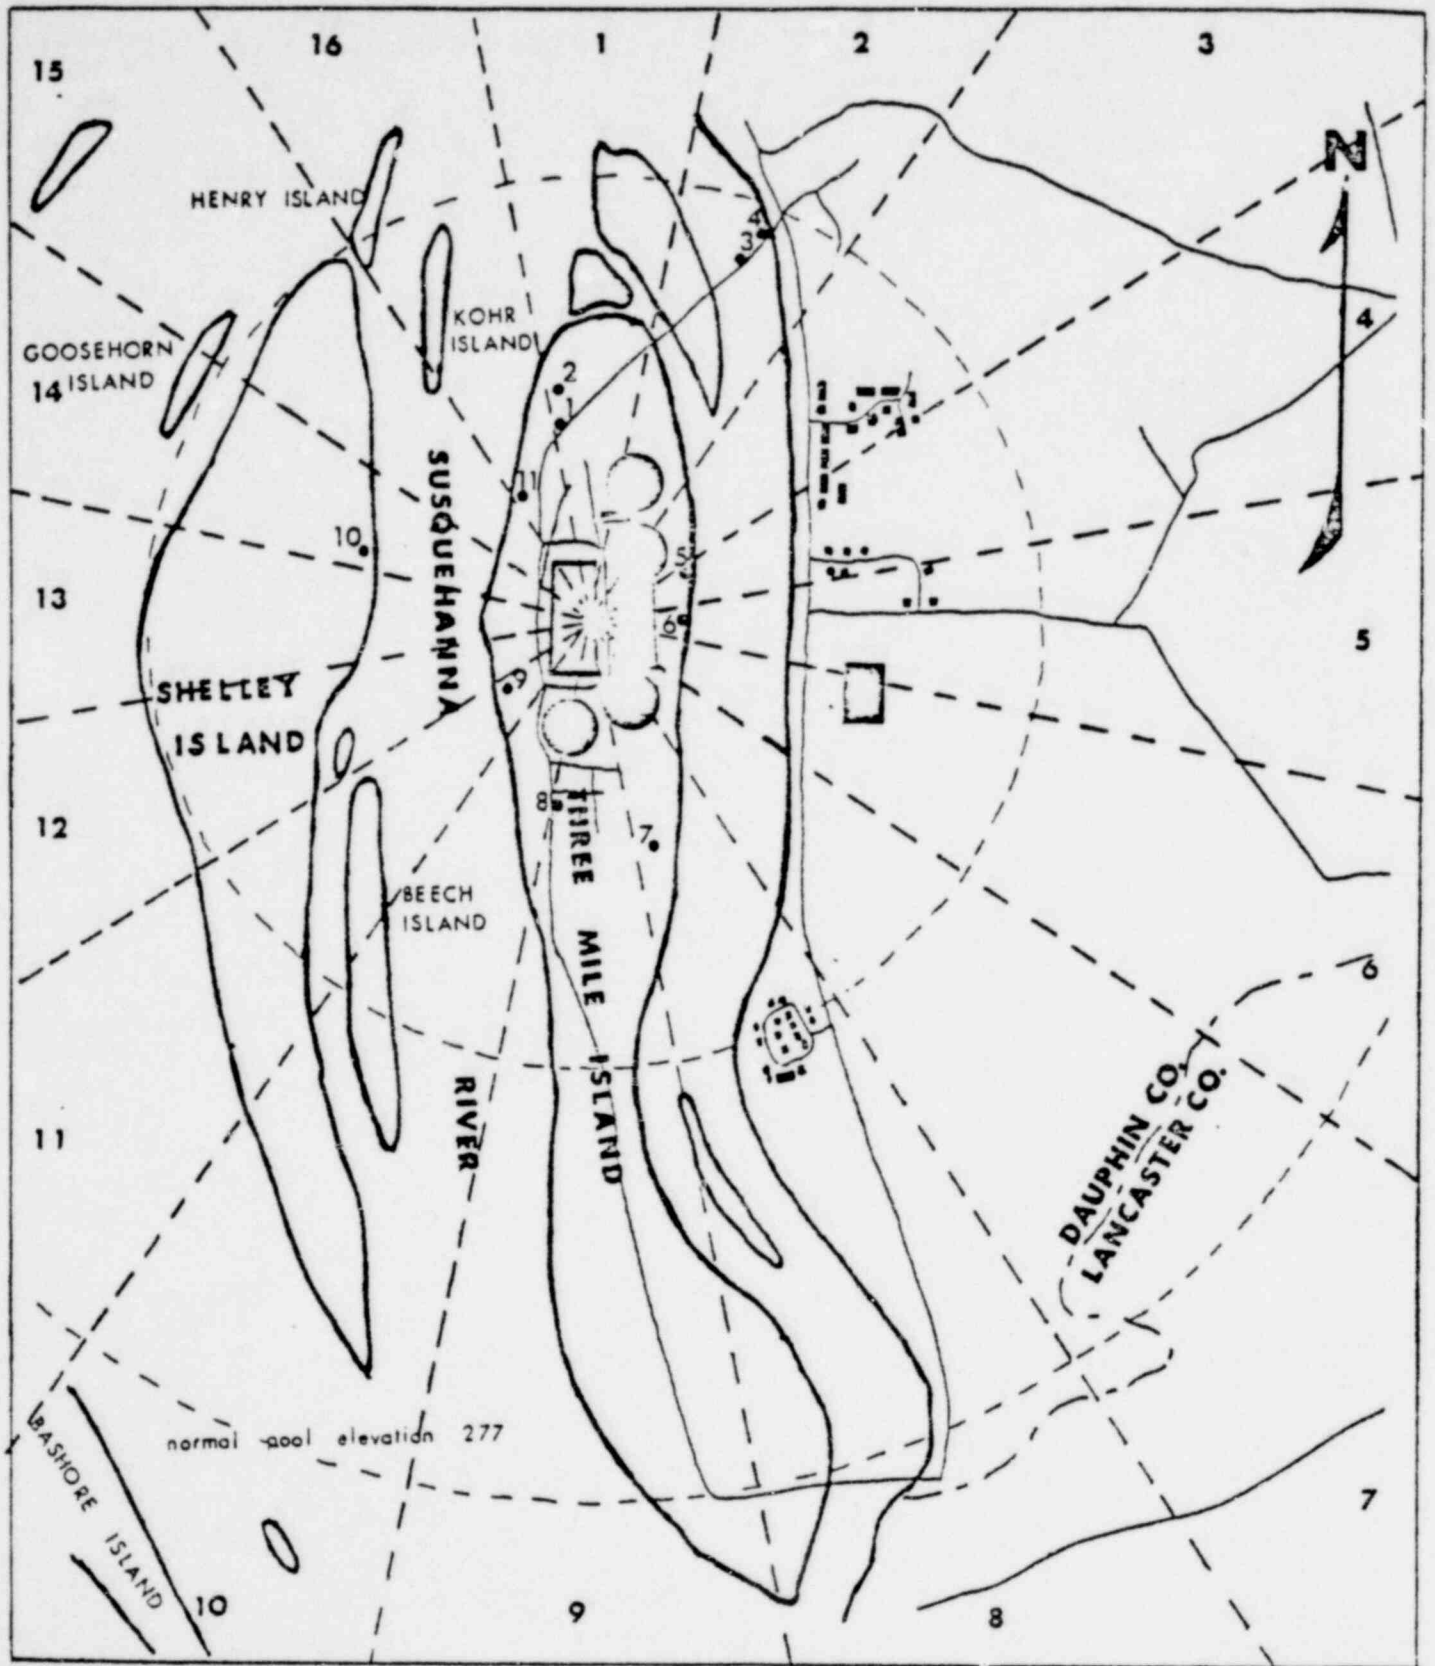 16
1
2
3
15
N
HENRY ISLAND
4
3
KOHR
ISLAND
4
GOOSEHORN
14 ISLAND
2
1
SUSQUEHANNA
11
10
5
13
6
5
SHELLEY
ISLAND
9
12
8
THREE MILE ISLAND
7
BEECH
ISLAND
6
11
RIVER
DAUPHIN CO.
LANCASTER CO.
normal pool elevation 277
BASHORE ISLAND
7
10
9
8